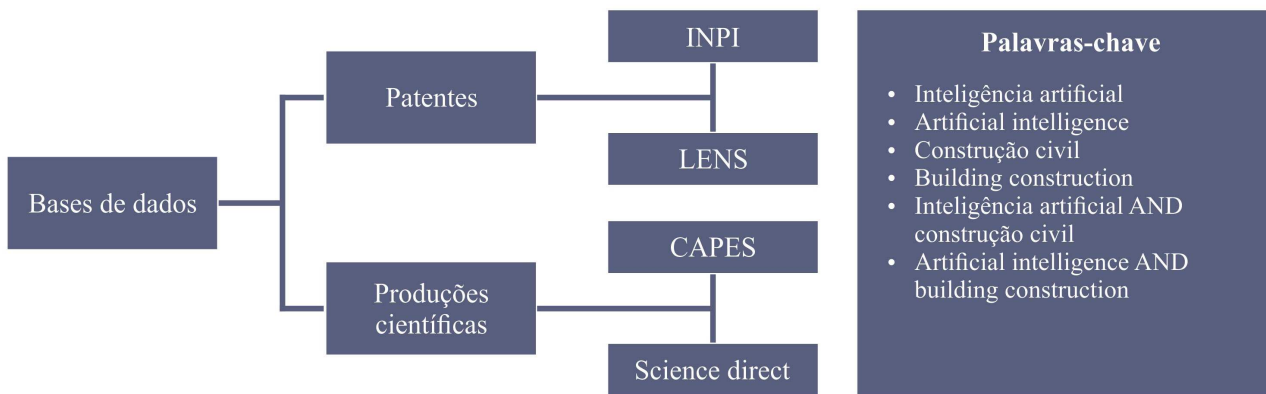 Bases de dados
Patentes
INPI
LENS
Produções
científicas
CAPES
Science direct
Palavras-chave
• Inteligência artificial
• Artificial intelligence
• Construção civil
• Building construction
• Inteligência artificial AND
construção civil
• Artificial intelligence AND
building construction